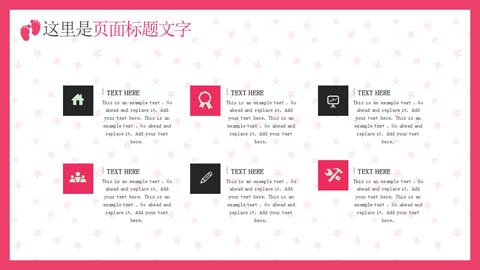 这里是页面标题文字
TEXT HERE
This is an example text . Go
ahead and replace it. Add
your text here. This is an
example text . Go ahead and
replace it. Add your text
here.
TEXT HERE
This is an example text . Go
ahead and replace it. Add
your text here. This is an
example text . Go ahead and
replace it. Add your text
here.
TEXT HERE
This is an example text . Go
ahead and replace it. Add
your text here. This is an
example text . Go ahead and
replace it. Add your text
here.
TEXT HERE
This is an example text . Go
ahead and replace it. Add
your text here. This is an
example text . Go ahead and
replace it. Add your text
here.
TEXT HERE
This is an example text . Go
ahead and replace it. Add
your text here. This is an
example text . Go ahead and
replace it. Add your text
here.
TEXT HERE
This is an example text . Go
ahead and replace it. Add
your text here. This is an
example text . Go ahead and
replace it. Add your text
here.